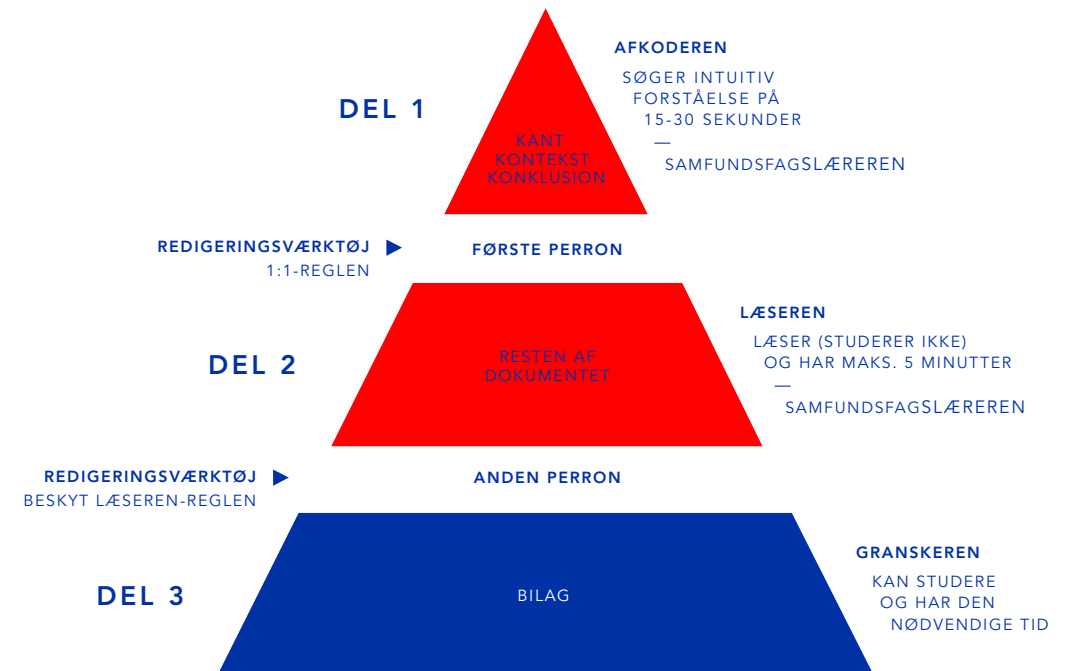 DEL 1
KANT
KONTEKST
KONKLUSION
AFKODEREN
SØGER INTUITIV
FORSTÅELSE PÅ
15-30 SEKUNDER
—
SAMFUNDSFAGSLÆREREN
REDIGERINGSVÆRKTØJ ▶
1:1-REGLEN
FØRSTE PERRON
DEL 2
RESTEN AF
DOKUMENTET
LÆSEREN
LÆSER (STUDERER IKKE)
OG HAR MAKS. 5 MINUTTER
—
SAMFUNDSFAGSLÆREREN
REDIGERINGSVÆRKTØJ ▶
BESKYT LÆSEREN-REGLEN
ANDEN PERRON
DEL 3
BILAG
GRANSKEREN
KAN STUDERE
OG HAR DEN
NØDVENDIGE TID